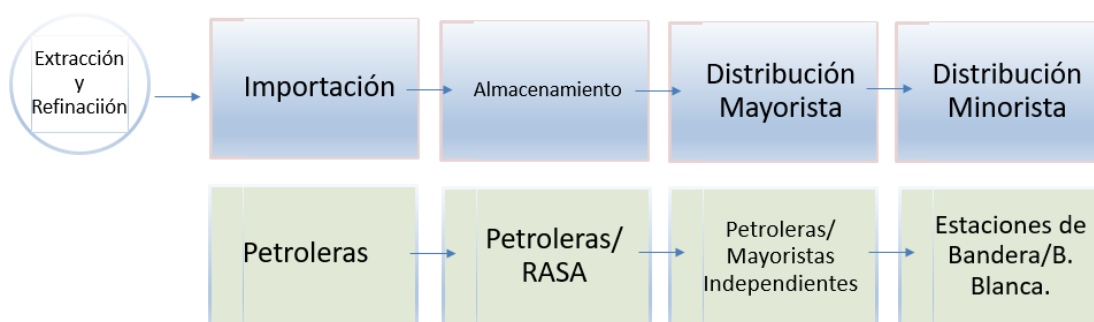 Extracción
y
Refinaciión
Importación
Almacenamiento
Distribución
Mayorista
Distribución
Minorista
Petroleras
Petroleras/
RASA
Petroleras/
Mayoristas
Independientes
Estaciones de
Bandera/B.
Blanca.